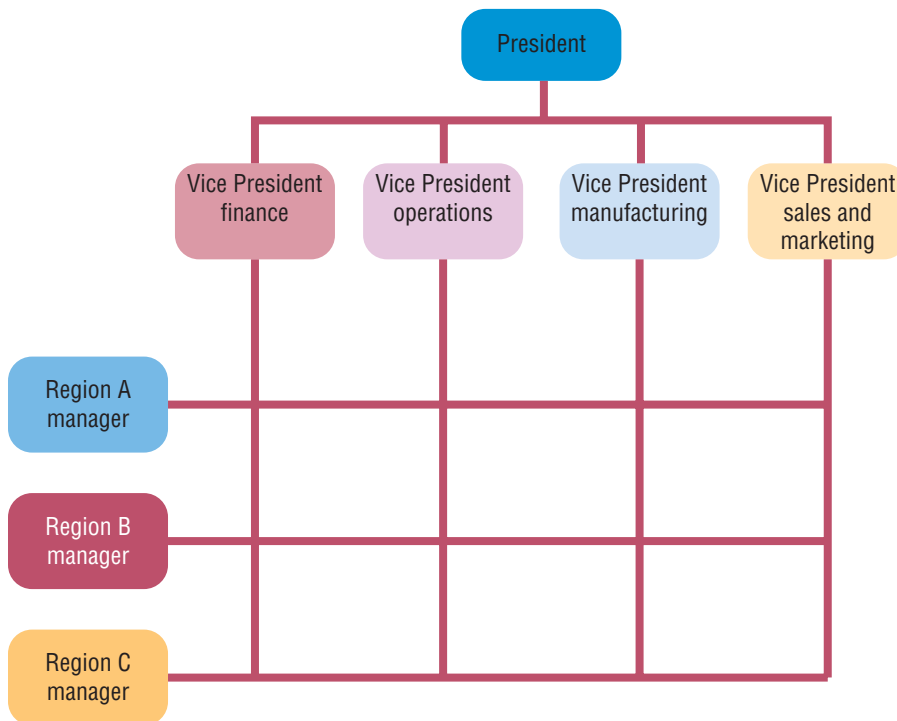 President
Vice President
finance
Vice President
operations
Vice President
manufacturing
Vice President
sales and
marketing
Region A
manager
Region B
manager
Region C
manager